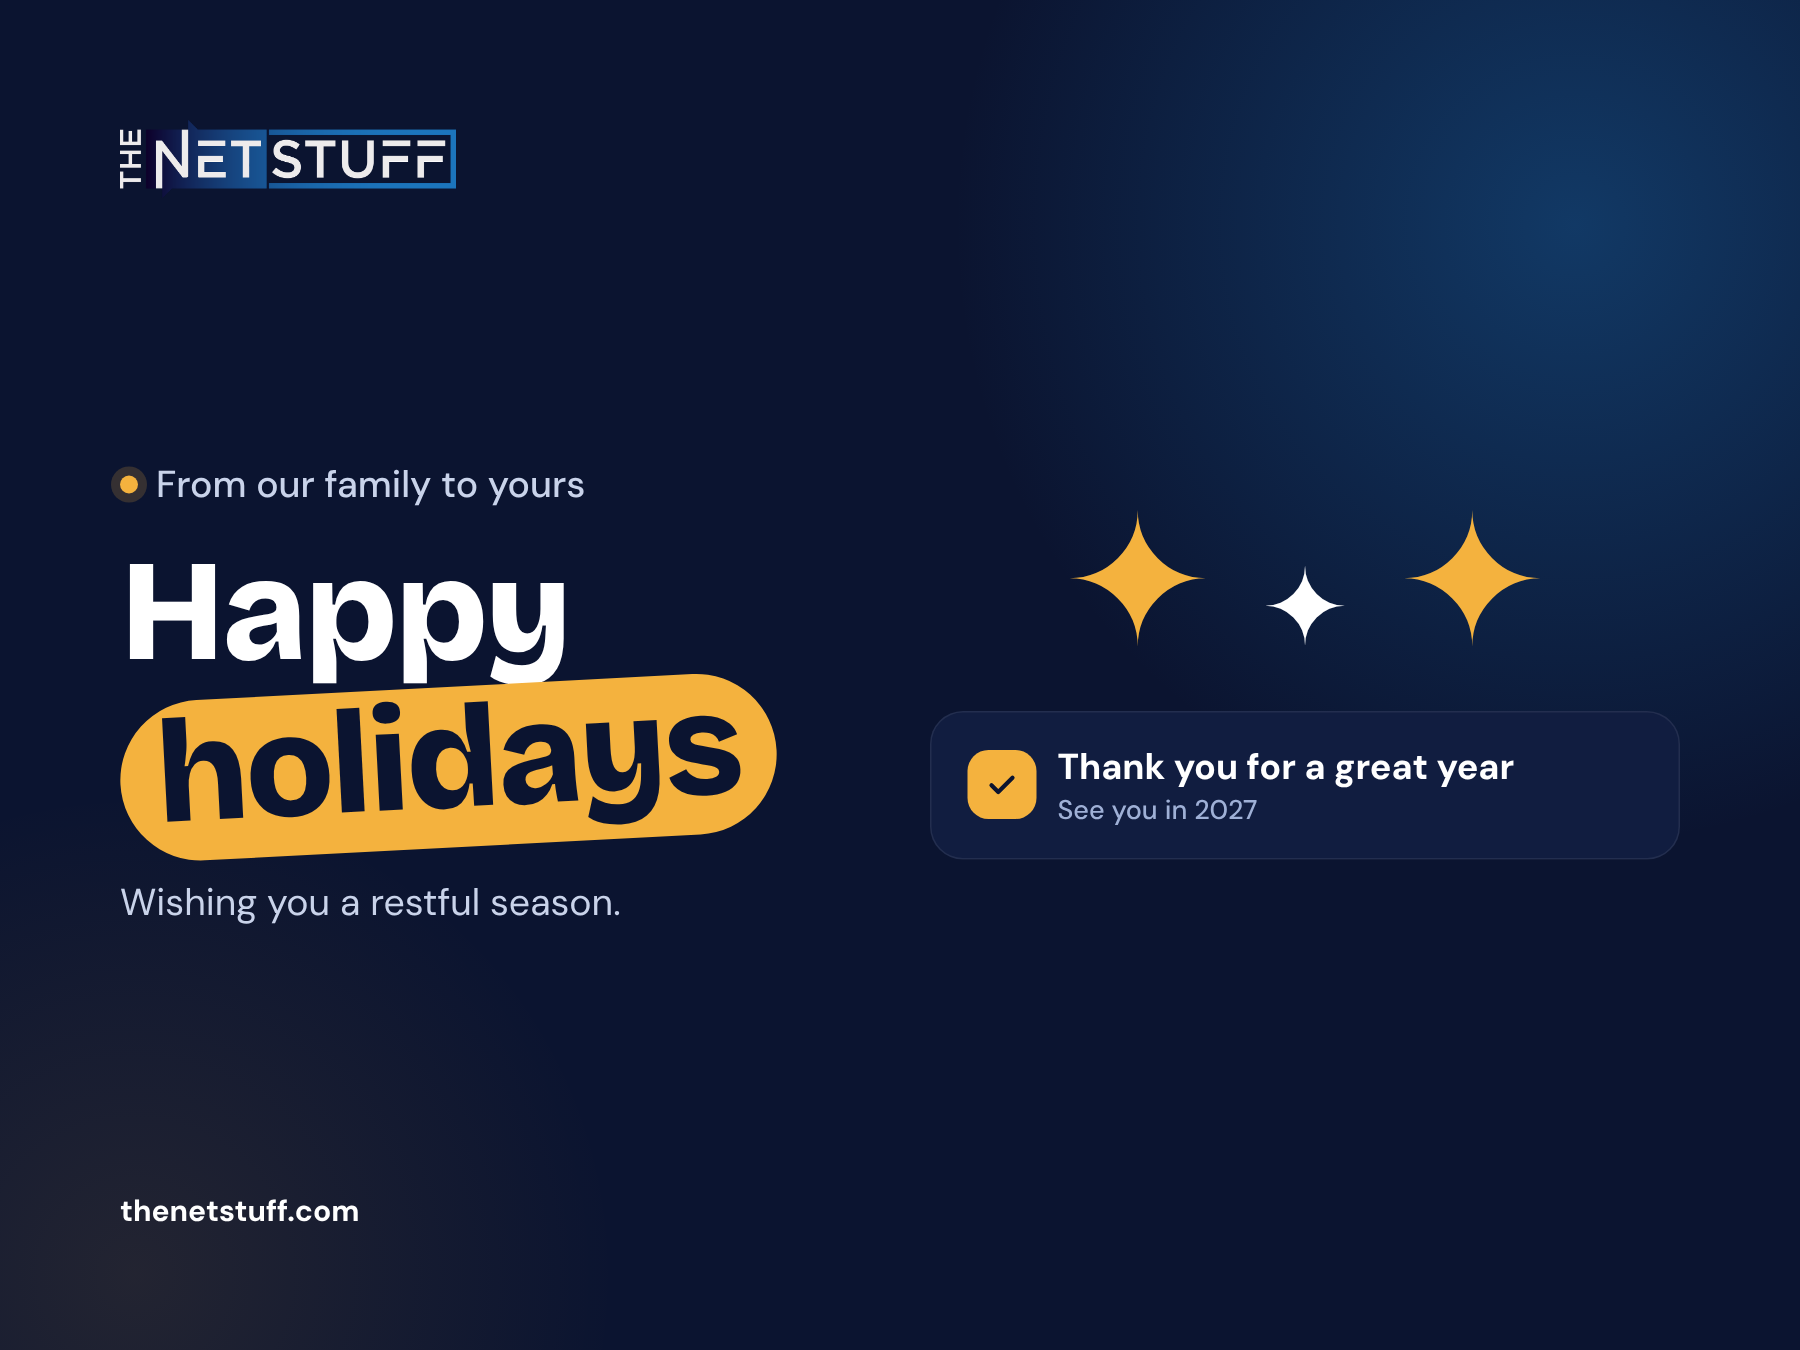 THE NETSTUFF
From our family to yours
Happy
holidays
Wishing you a restful season.
Thank you for a great year
See you in 2027
thenetstuff.com